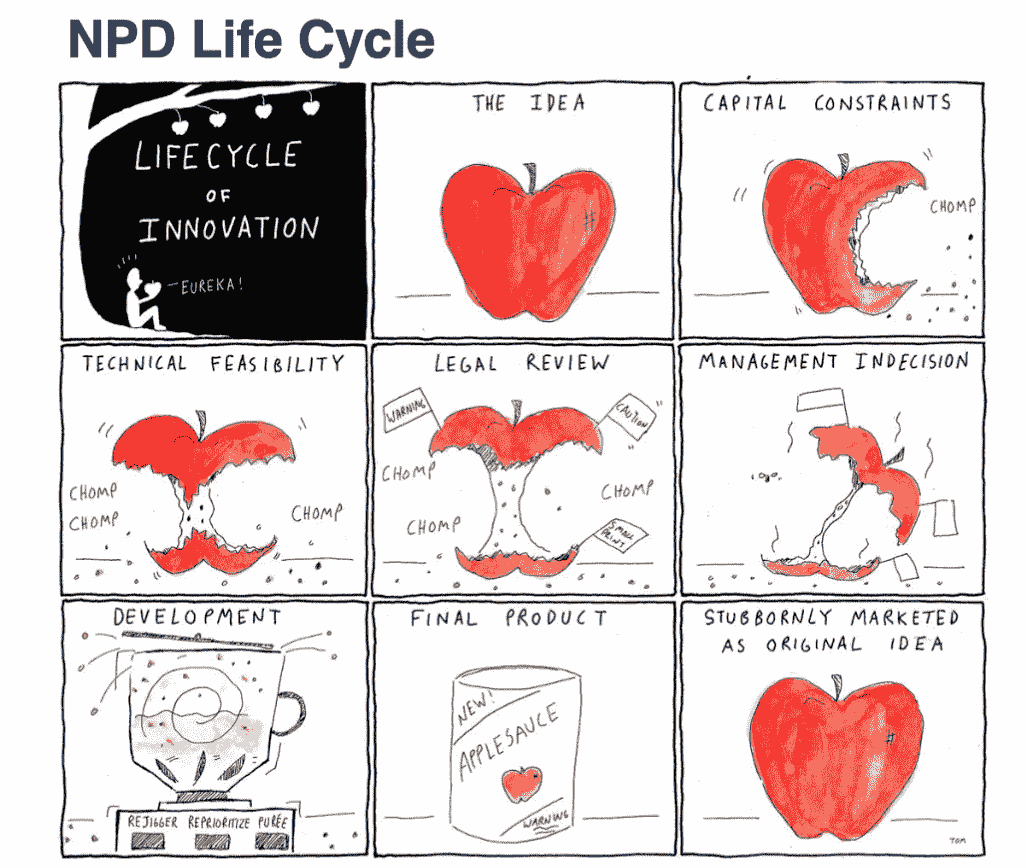 NPD Life Cycle
LIFECYCLE
OF
INNOVATION
EUREKA!
THE IDEA
CAPITAL CONSTRAINTS
CHOMP
TECHNICAL FEASIBILITY
CHOMP
CHOMP
CHOMP
LEGAL REVIEW
WARNING
CAUTION
CHOMP
CHOMP
CHOMP
SMALL
PRINT
MANAGEMENT INDECISION
DEVELOPMENT
REJIGGER REPRIORITIZE PURÉE
FINAL PRODUCT
NEW!
APPLESAUCE
WARNING
STUBBORNLY MARKETED
AS ORIGINAL IDEA
TOM